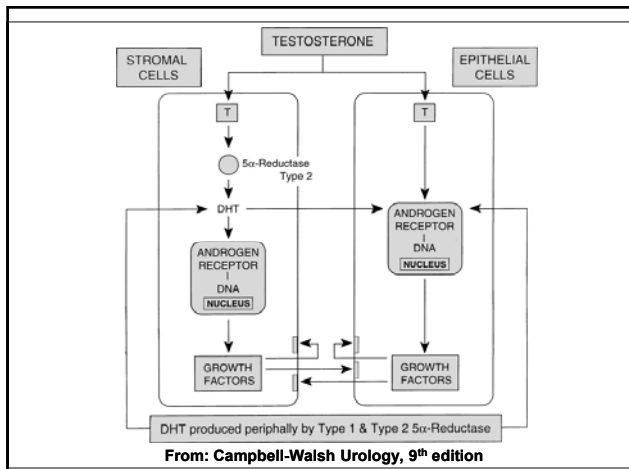 TESTOSTERONE
STROMAL
CELLS
EPITHELIAL
CELLS
T
T
5α-Reductase
Type 2
DHT
ANDROGEN
RECEPTOR
DNA
NUCLEUS
ANDROGEN
RECEPTOR
DNA
NUCLEUS
GROWTH
FACTORS
GROWTH
FACTORS
DHT produced periphally by Type 1 & Type 2 5α-Reductase
From: Campbell-Walsh Urology, 9th edition